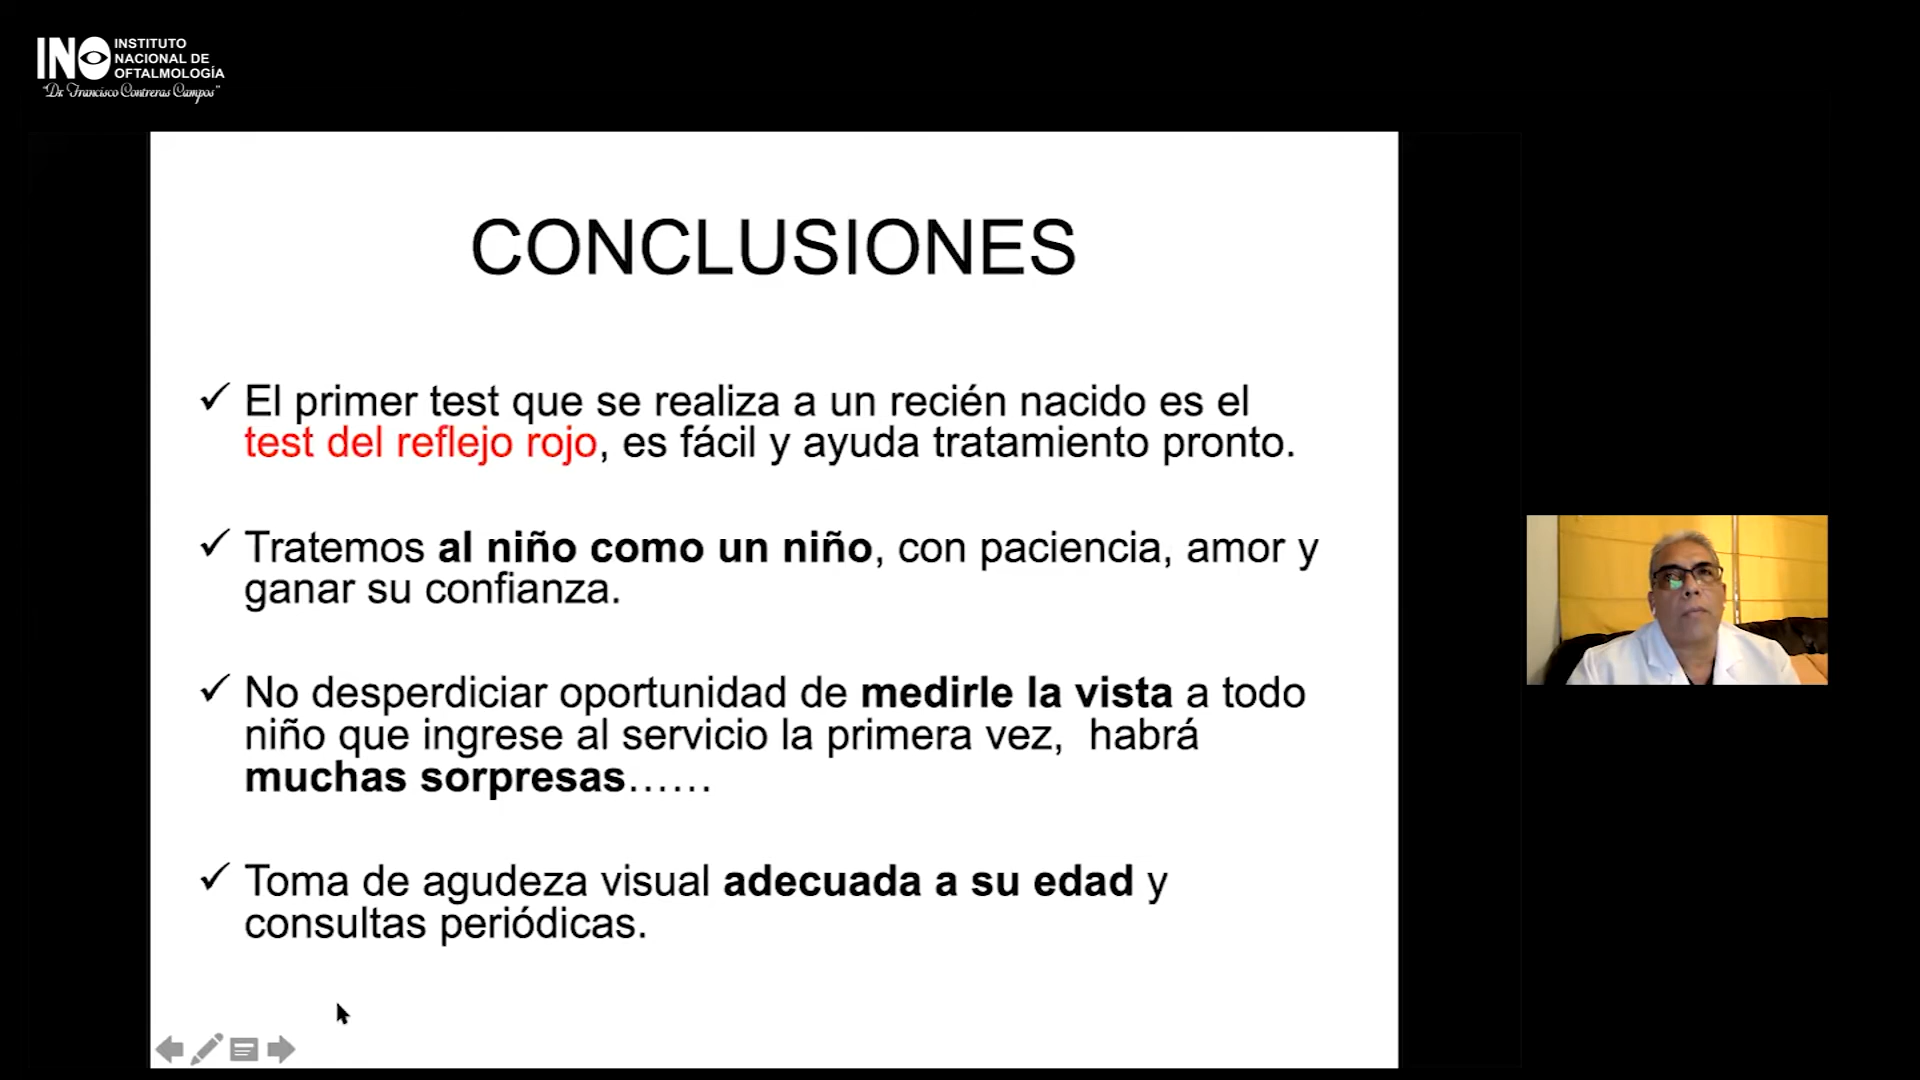 INO INSTITUTO
NACIONAL DE
OFTALMOLOGÍA
"Dr. Francisco Contreras Campos"
CONCLUSIONES
✓ El primer test que se realiza a un recién nacido es el
test del reflejo rojo, es fácil y ayuda tratamiento pronto.
✓ Tratemos al niño como un niño, con paciencia, amor y
ganar su confianza.
✓ No desperdiciar oportunidad de medirle la vista a todo
niño que ingrese al servicio la primera vez,  habrá
muchas sorpresas……
✓ Toma de agudeza visual adecuada a su edad y
consultas periódicas.